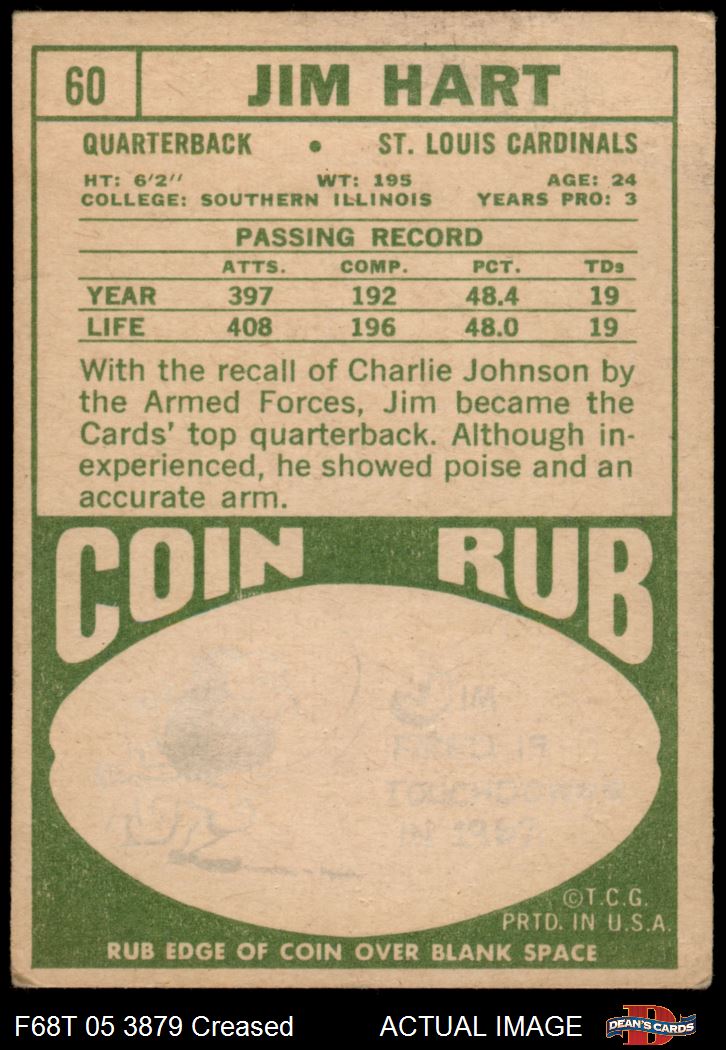 60 JIM HART
QUARTERBACK • ST. LOUIS CARDINALS
HT: 6'2'' WT: 195 AGE: 24
COLLEGE: SOUTHERN ILLINOIS YEARS PRO: 3
PASSING RECORD
ATTS. COMP. PCT. TDs
YEAR 397 192 48.4 19
LIFE 408 196 48.0 19
With the recall of Charlie Johnson by
the Armed Forces, Jim became the
Cards' top quarterback. Although in-
experienced, he showed poise and an
accurate arm.
COIN RUB
JIM
IN 1967
©T.C.G.
PRTD. IN U.S.A.
RUB EDGE OF COIN OVER BLANK SPACE
F68T 05 3879 Creased ACTUAL IMAGE DEAN'S CARDS